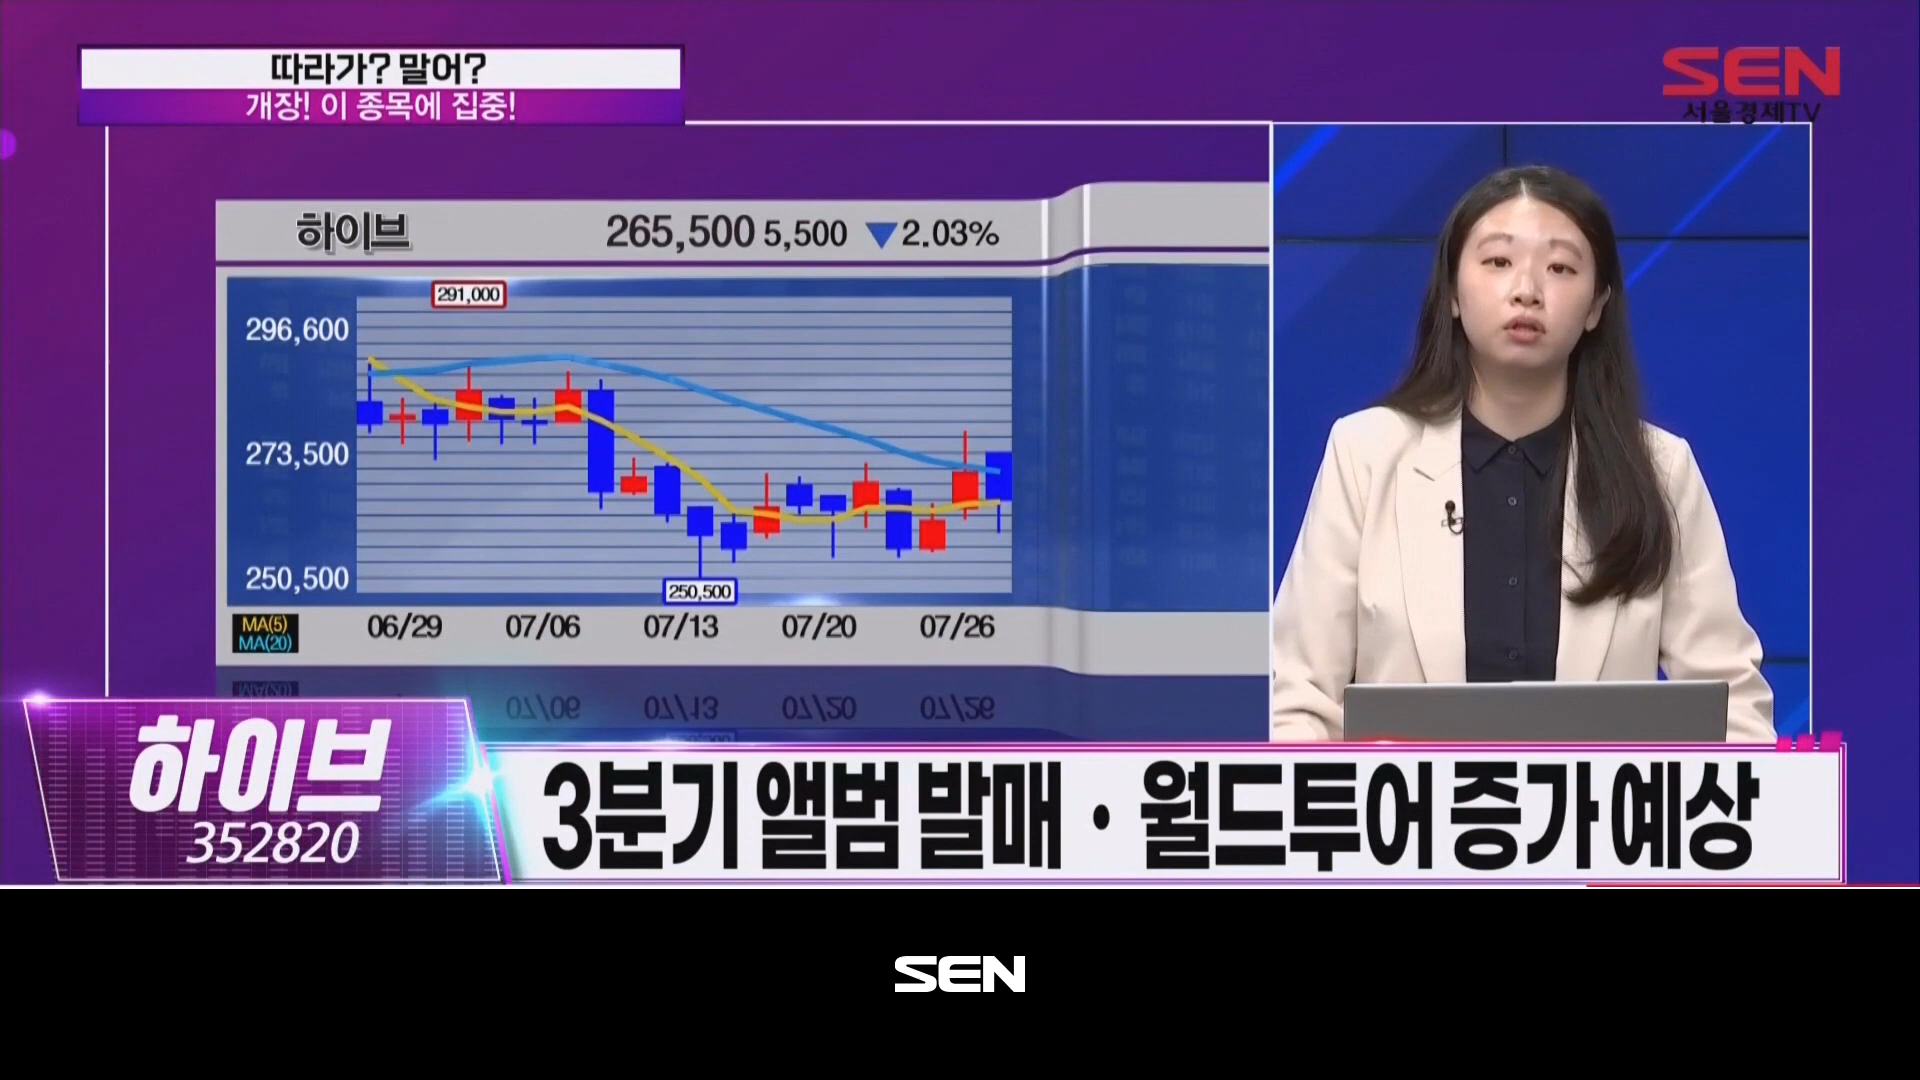 따라가? 말어?
개장! 이 종목에 집중!
SEN
서울경제TV
하이브 265,500 5,500 ▼2.03%
291,000
296,600
273,500
250,500
250,500
MA(5)
MA(20)
06/29 07/06 07/13 07/20 07/26
하이브
352820
3분기 앨범 발매・월드투어 증가 예상
SEN